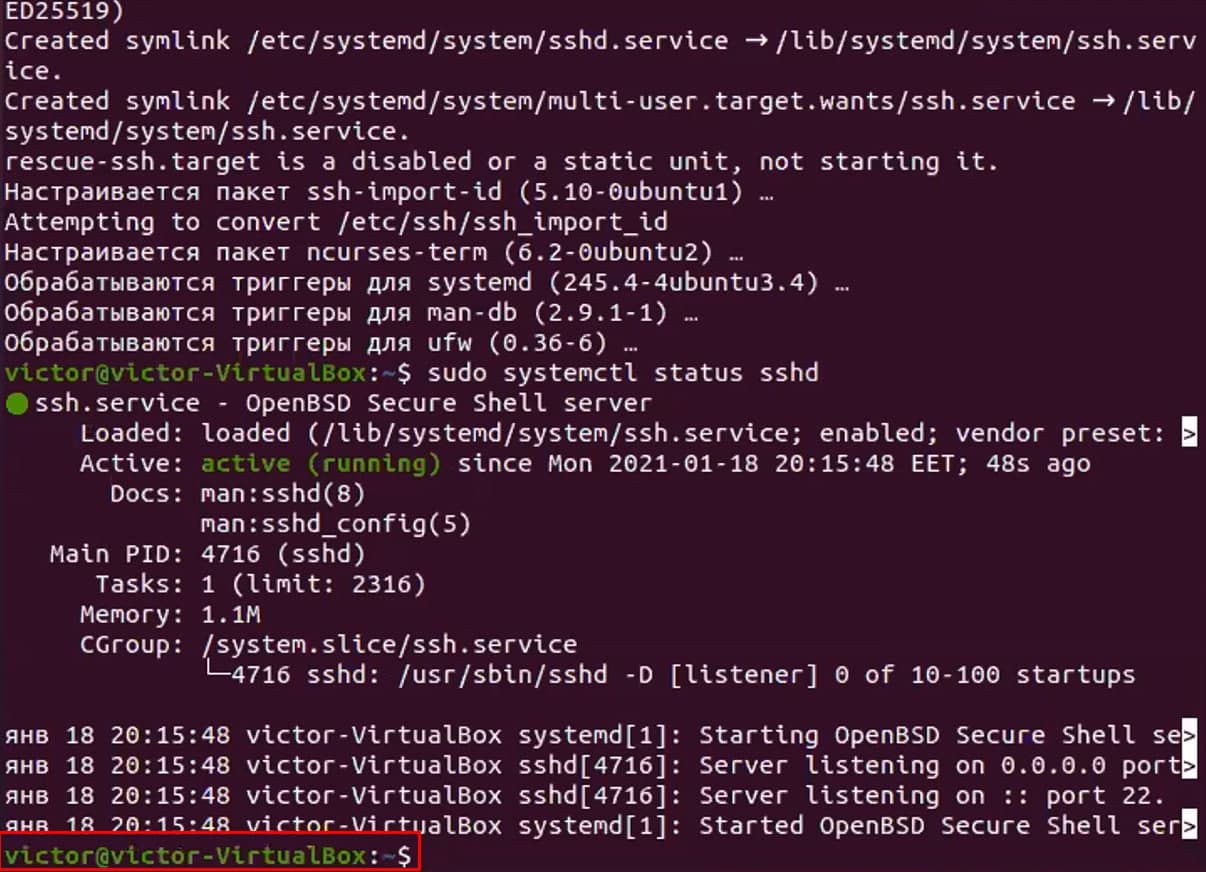 ED25519)
Created symlink /etc/systemd/system/sshd.service → /lib/systemd/system/ssh.serv
ice.
Created symlink /etc/systemd/system/multi-user.target.wants/ssh.service → /lib/
systemd/system/ssh.service.
rescue-ssh.target is a disabled or a static unit, not starting it.
Настраивается пакет ssh-import-id (5.10-0ubuntu1) …
Attempting to convert /etc/ssh/ssh_import_id
Настраивается пакет ncurses-term (6.2-0ubuntu2) …
Обрабатываются триггеры для systemd (245.4-4ubuntu3.4) …
Обрабатываются триггеры для man-db (2.9.1-1) …
Обрабатываются триггеры для ufw (0.36-6) …
victor@victor-VirtualBox:~$ sudo systemctl status sshd
● ssh.service - OpenBSD Secure Shell server
Loaded: loaded (/lib/systemd/system/ssh.service; enabled; vendor preset: >
Active: active (running) since Mon 2021-01-18 20:15:48 EET; 48s ago
Docs: man:sshd(8)
man:sshd_config(5)
Main PID: 4716 (sshd)
Tasks: 1 (limit: 2316)
Memory: 1.1M
CGroup: /system.slice/ssh.service
└─4716 sshd: /usr/sbin/sshd -D [listener] 0 of 10-100 startups
янв 18 20:15:48 victor-VirtualBox systemd[1]: Starting OpenBSD Secure Shell se>
янв 18 20:15:48 victor-VirtualBox sshd[4716]: Server listening on 0.0.0.0 port>
янв 18 20:15:48 victor-VirtualBox sshd[4716]: Server listening on :: port 22.
янв 18 20:15:48 victor-VirtualBox systemd[1]: Started OpenBSD Secure Shell ser>
victor@victor-VirtualBox:~$